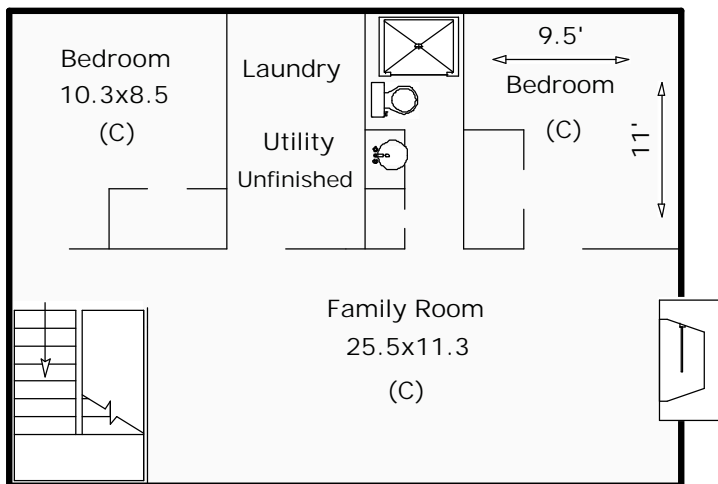 Bedroom
10.3x8.5
(C)
Laundry
Utility
Unfinished
9.5'
Bedroom
(C)
11'
Family Room
25.5x11.3
(C)